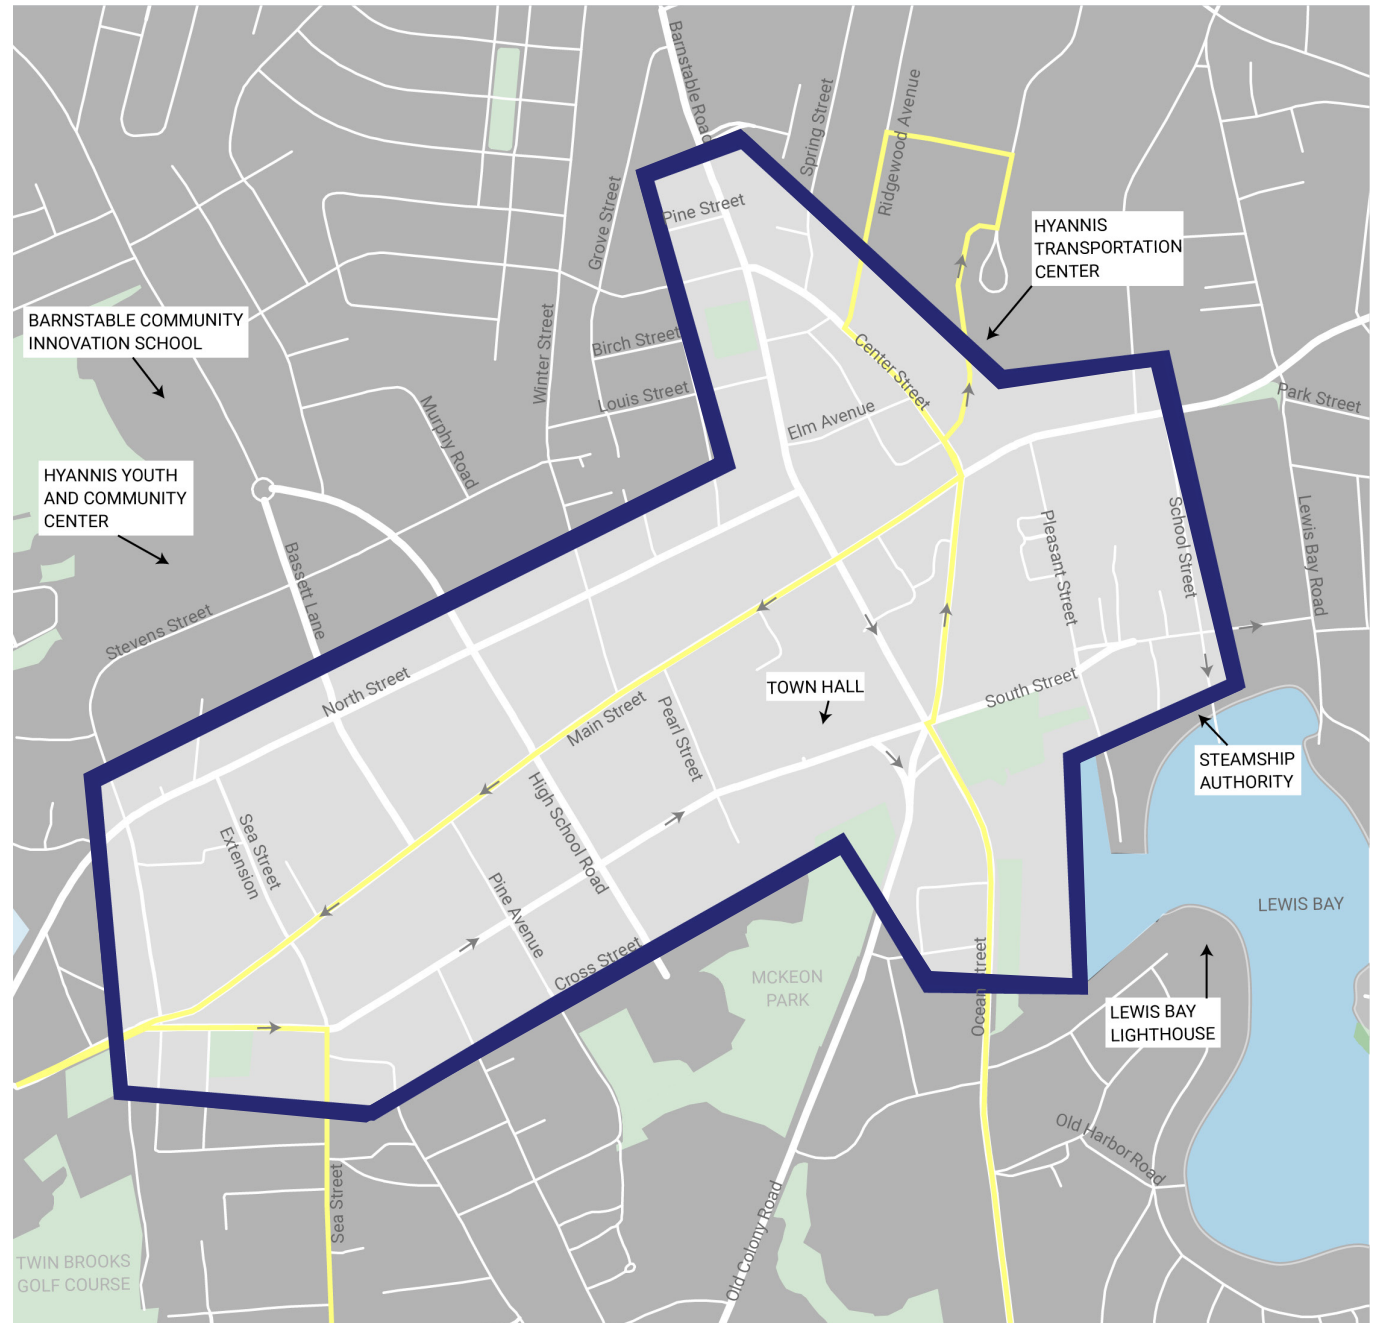 Barnstable Road
Spring Street
Ridgewood Avenue
Grove Street
Pine Street
HYANNIS
TRANSPORTATION
CENTER
BARNSTABLE COMMUNITY
INNOVATION SCHOOL
Winter Street
Birch Street
Center Street
Louis Street
Murphy Road
Elm Avenue
Park Street
HYANNIS YOUTH
AND COMMUNITY
CENTER
Pleasant Street
School Street
Lewis Bay Road
Bassett Lane
Stevens Street
North Street
TOWN HALL
South Street
Main Street
Pearl Street
STEAMSHIP
AUTHORITY
Sea Street
Extension
High School Road
Pine Avenue
Cross Street
LEWIS BAY
MCKEON
PARK
Ocean Street
LEWIS BAY
LIGHTHOUSE
Old Harbor Road
Sea Street
Old Colony Road
TWIN BROOKS
GOLF COURSE